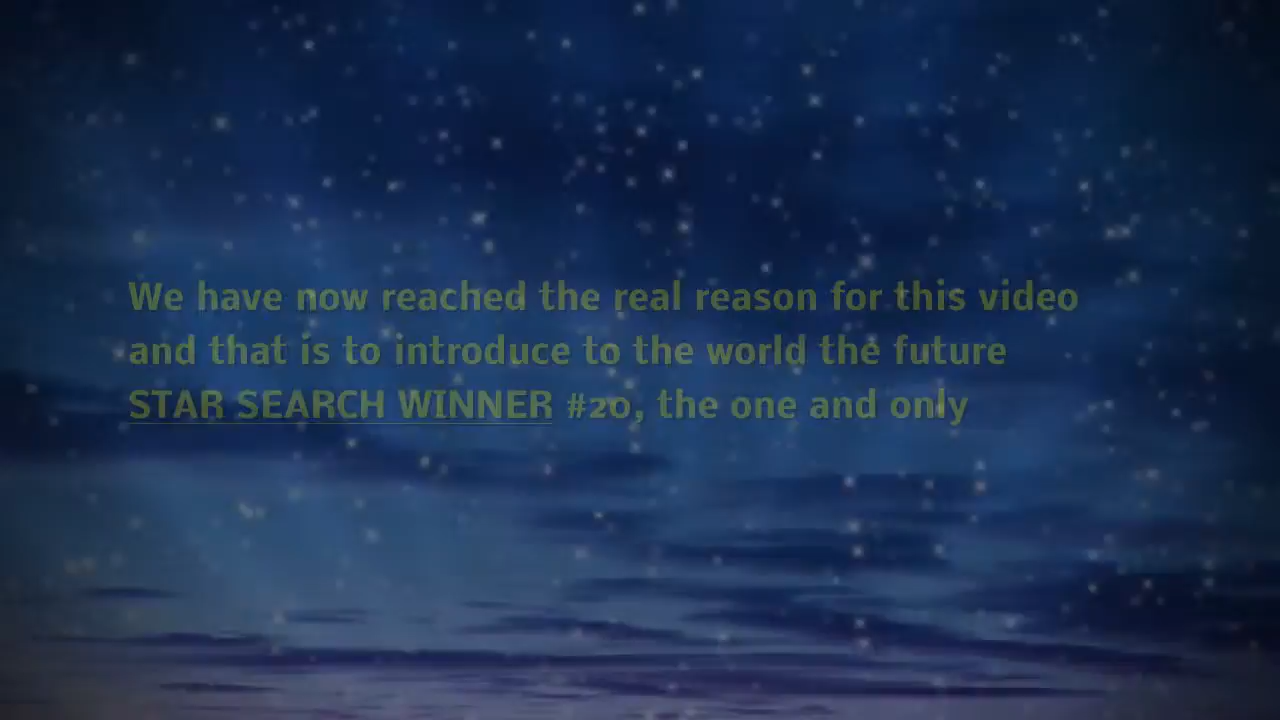 We have now reached the real reason for this video
and that is to introduce to the world the future
STAR SEARCH WINNER #20, the one and only